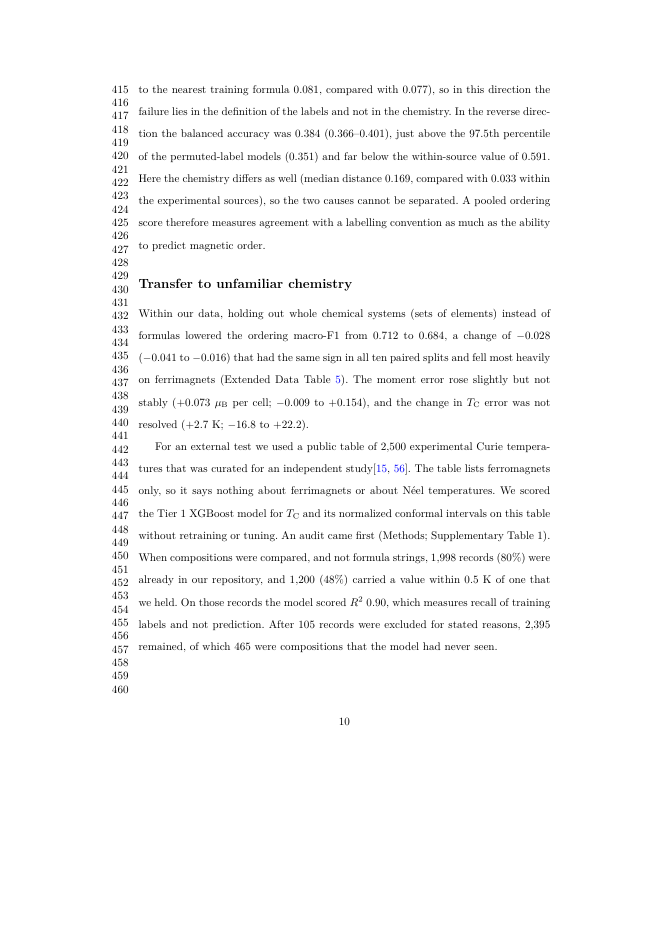 415 to the nearest training formula 0.081, compared with 0.077), so in this direction the
416
417 failure lies in the definition of the labels and not in the chemistry. In the reverse direc-
418 tion the balanced accuracy was 0.384 (0.366–0.401), just above the 97.5th percentile
419
420 of the permuted-label models (0.351) and far below the within-source value of 0.591.
421
422 Here the chemistry differs as well (median distance 0.169, compared with 0.033 within
423 the experimental sources), so the two causes cannot be separated. A pooled ordering
424
425 score therefore measures agreement with a labelling convention as much as the ability
426
427 to predict magnetic order.
428
429
430 Transfer to unfamiliar chemistry
431
432 Within our data, holding out whole chemical systems (sets of elements) instead of
433 formulas lowered the ordering macro-F1 from 0.712 to 0.684, a change of −0.028
434
435 (−0.041 to −0.016) that had the same sign in all ten paired splits and fell most heavily
436
437 on ferrimagnets (Extended Data Table 5). The moment error rose slightly but not
438 stably (+0.073 μB per cell; −0.009 to +0.154), and the change in TC error was not
439
440 resolved (+2.7 K; −16.8 to +22.2).
441
442 For an external test we used a public table of 2,500 experimental Curie tempera-
443 tures that was curated for an independent study[15, 56]. The table lists ferromagnets
444
445 only, so it says nothing about ferrimagnets or about Néel temperatures. We scored
446
447 the Tier 1 XGBoost model for TC and its normalized conformal intervals on this table
448 without retraining or tuning. An audit came first (Methods; Supplementary Table 1).
449
450 When compositions were compared, and not formula strings, 1,998 records (80%) were
451
452 already in our repository, and 1,200 (48%) carried a value within 0.5 K of one that
453 we held. On those records the model scored R2 0.90, which measures recall of training
454
455 labels and not prediction. After 105 records were excluded for stated reasons, 2,395
456
457 remained, of which 465 were compositions that the model had never seen.
458
459
460
10